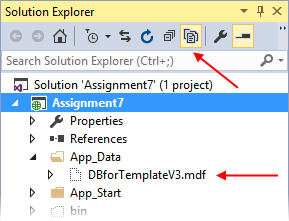 Solution Explorer
Search Solution Explorer (Ctrl+;)
Solution 'Assignment7' (1 project)
Assignment7
Properties
References
App_Data
DBforTemplateV3.mdf
App_Start
bin